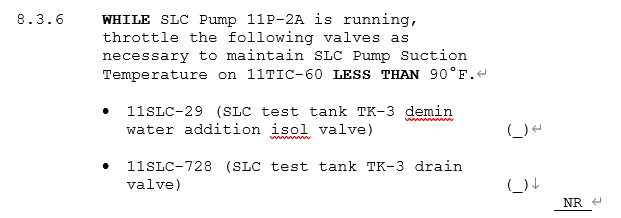 8.3.6 WHILE SLC Pump 11P-2A is running,
throttle the following valves as
necessary to maintain SLC Pump Suction
Temperature on 11TIC-60 LESS THAN 90°F.↵
• 11SLC-29 (SLC test tank TK-3 demin
water addition isol valve) (_)↵
• 11SLC-728 (SLC test tank TK-3 drain
valve) (_)↓
NR ↵